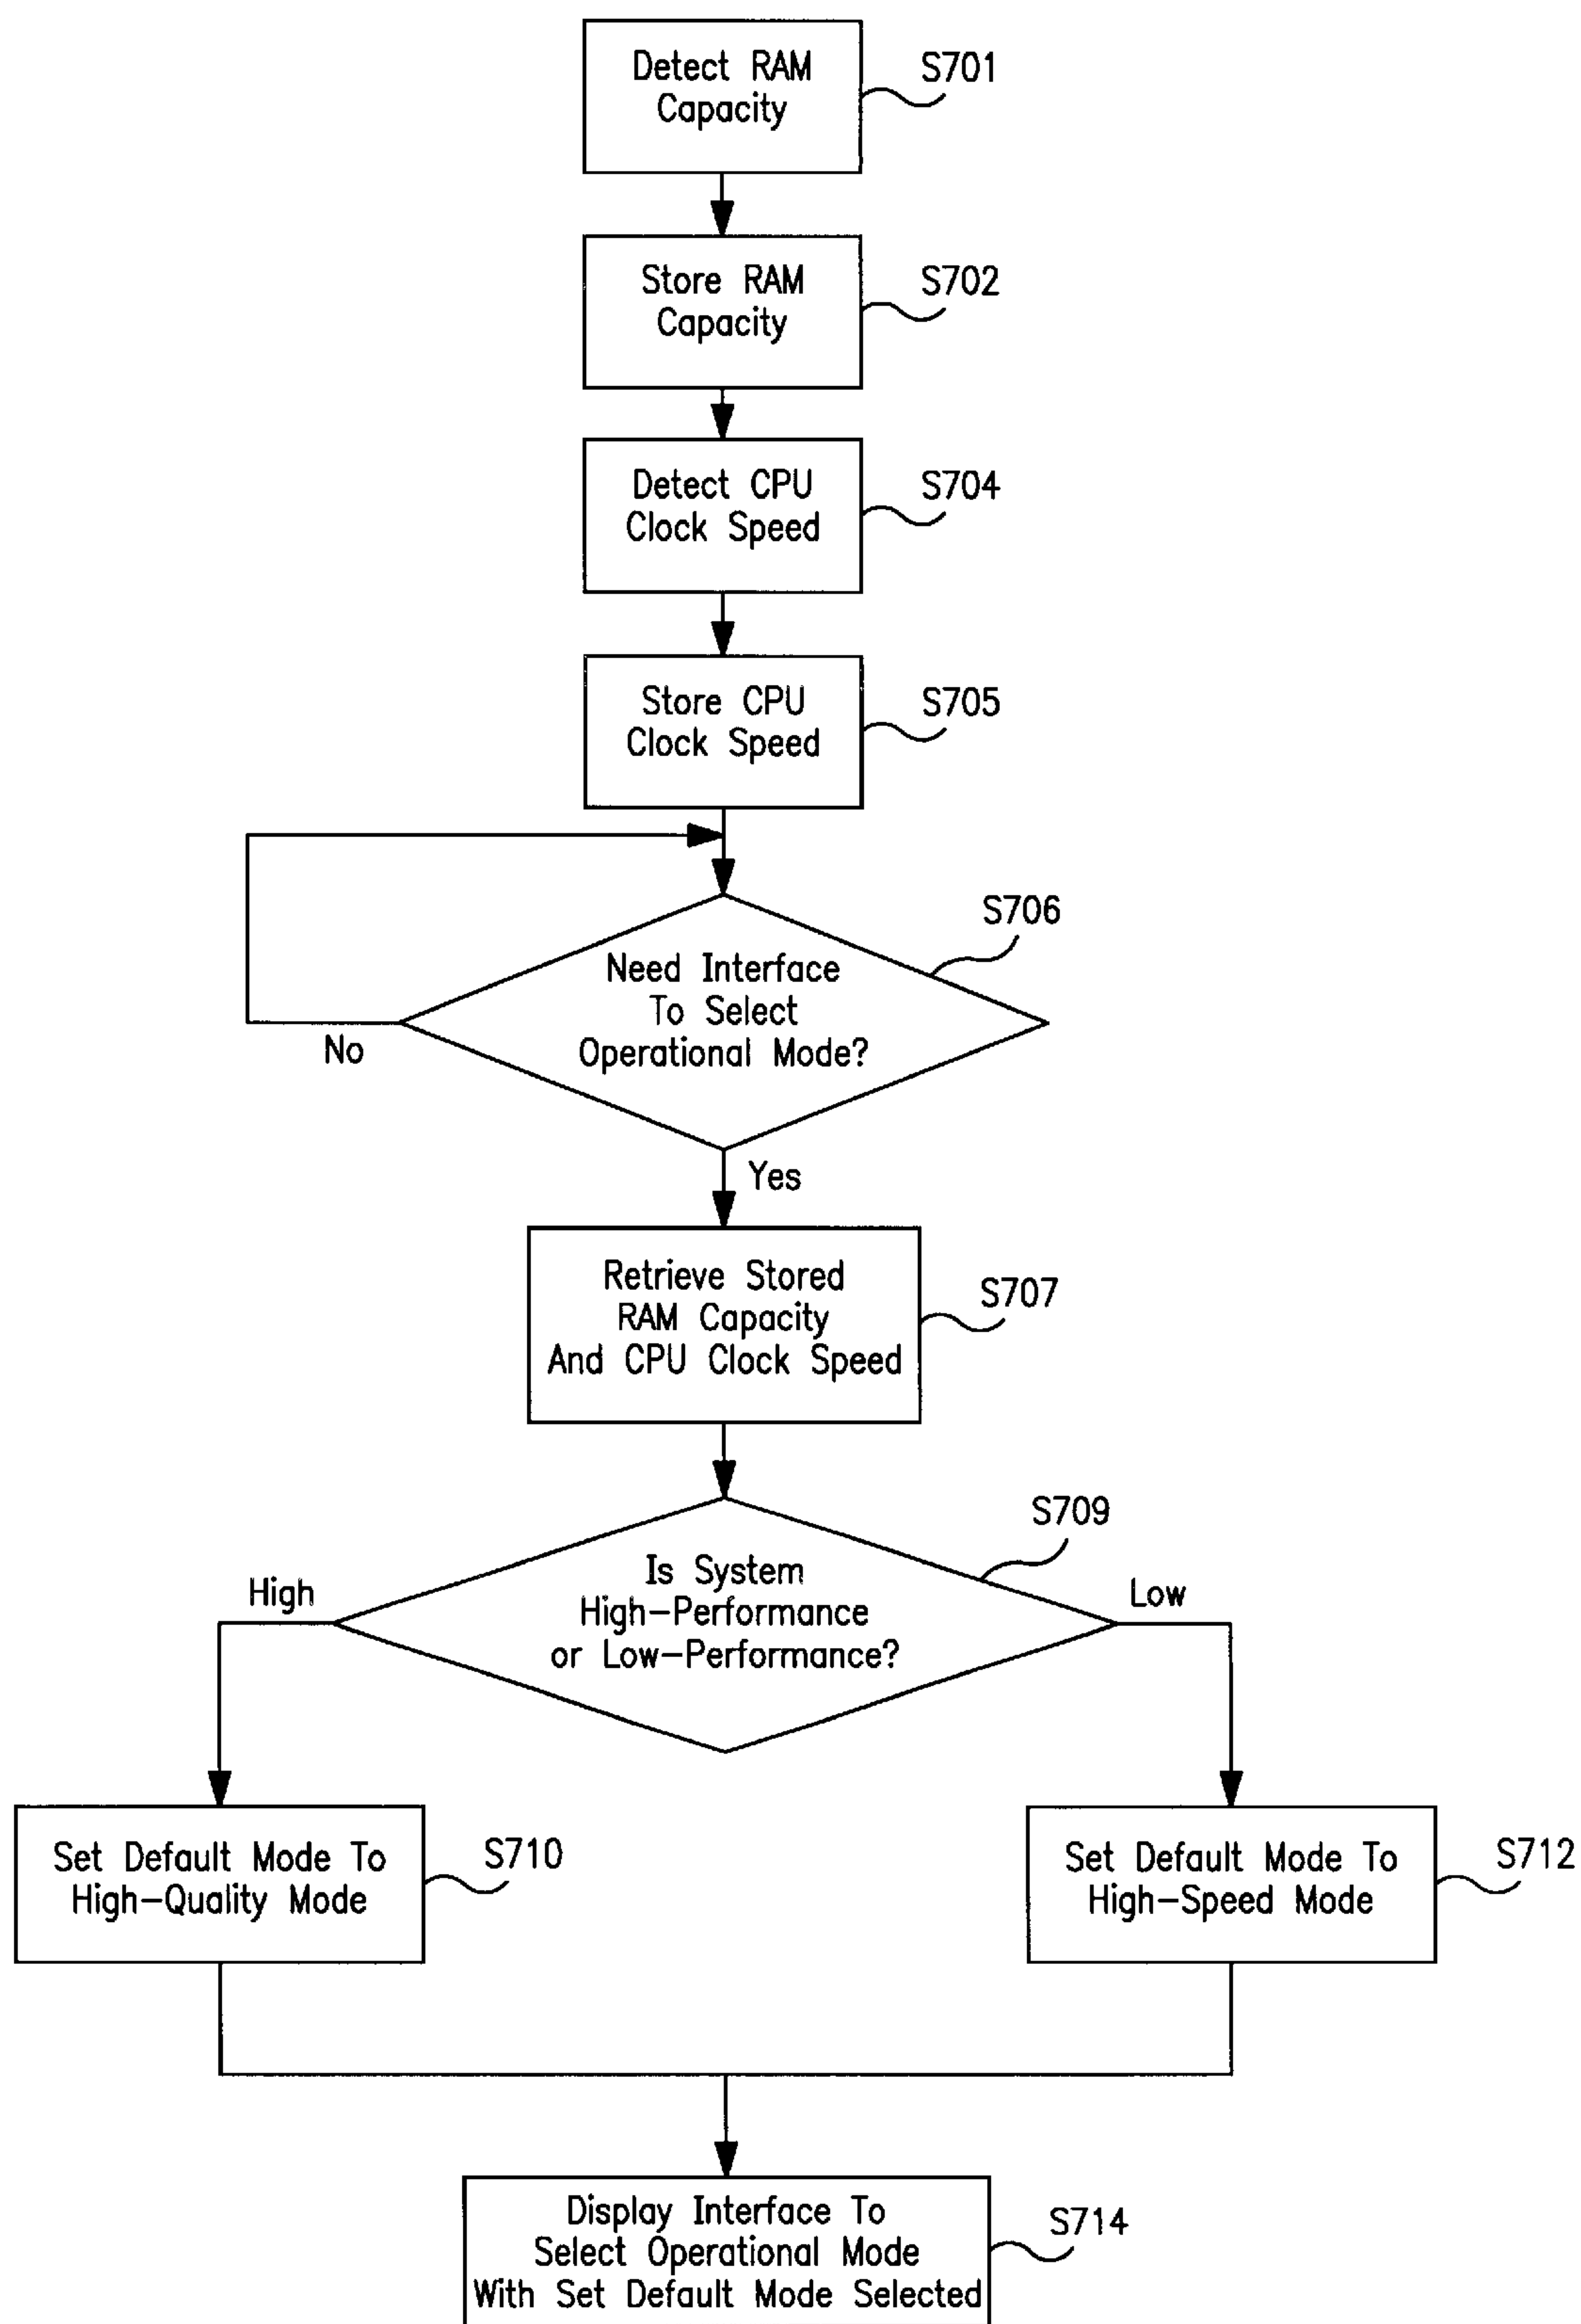 Detect RAM
Capacity
S701
Store RAM
Capacity
S702
Detect CPU
Clock Speed
S704
Store CPU
Clock Speed
S705
S706
Need Interface
To Select
Operational Mode?
No
Yes
Retrieve Stored
RAM Capacity
And CPU Clock Speed
S707
S709
Is System
High-Performance
or Low-Performance?
High
Low
Set Default Mode To
High-Quality Mode
S710
Set Default Mode To
High-Speed Mode
S712
Display Interface To
Select Operational Mode
With Set Default Mode Selected
S714